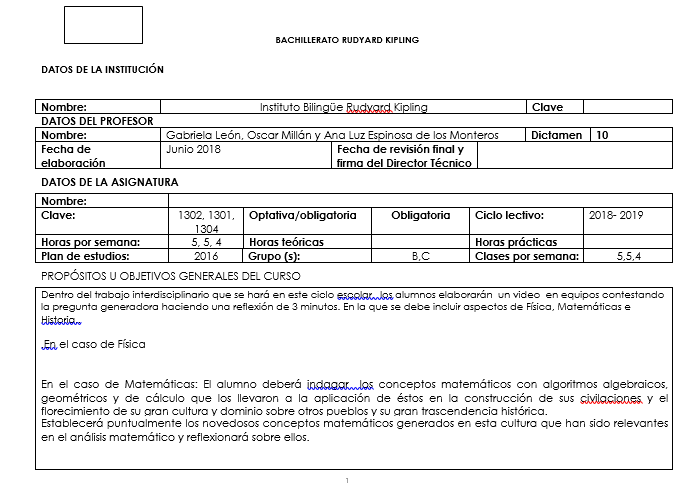 BACHILLERATO RUDYARD KIPLING
DATOS DE LA INSTITUCIÓN
Nombre: Instituto Bilingüe Rudyard Kipling Clave
DATOS DEL PROFESOR
Nombre: Gabriela León, Oscar Millán y Ana Luz Espinosa de los Monteros Dictamen 10
Fecha de Junio 2018 Fecha de revisión final y
elaboración firma del Director Técnico
DATOS DE LA ASIGNATURA
Nombre:
Clave: 1302, 1301, Optativa/obligatoria Obligatoria Ciclo lectivo: 2018- 2019
1304
Horas por semana: 5, 5, 4 Horas teóricas Horas prácticas
Plan de estudios: 2016 Grupo (s): B,C Clases por semana: 5,5,4
PROPÓSITOS U OBJETIVOS GENERALES DEL CURSO
Dentro del trabajo interdisciplinario que se hará en este ciclo escolar, los alumnos elaborarán un video en equipos contestando
la pregunta generadora haciendo una reflexión de 3 minutos. En la que se debe incluir aspectos de Física, Matemáticas e
Historia.
En el caso de Física
En el caso de Matemáticas: El alumno deberá indagar los conceptos matemáticos con algoritmos algebraicos,
geométricos y de cálculo que los llevaron a la aplicación de éstos en la construcción de sus civilaciones y el
florecimiento de su gran cultura y dominio sobre otros pueblos y su gran trascendencia histórica.
Establecerá puntualmente los novedosos conceptos matemáticos generados en esta cultura que han sido relevantes
en el análisis matemático y reflexionará sobre ellos.
1